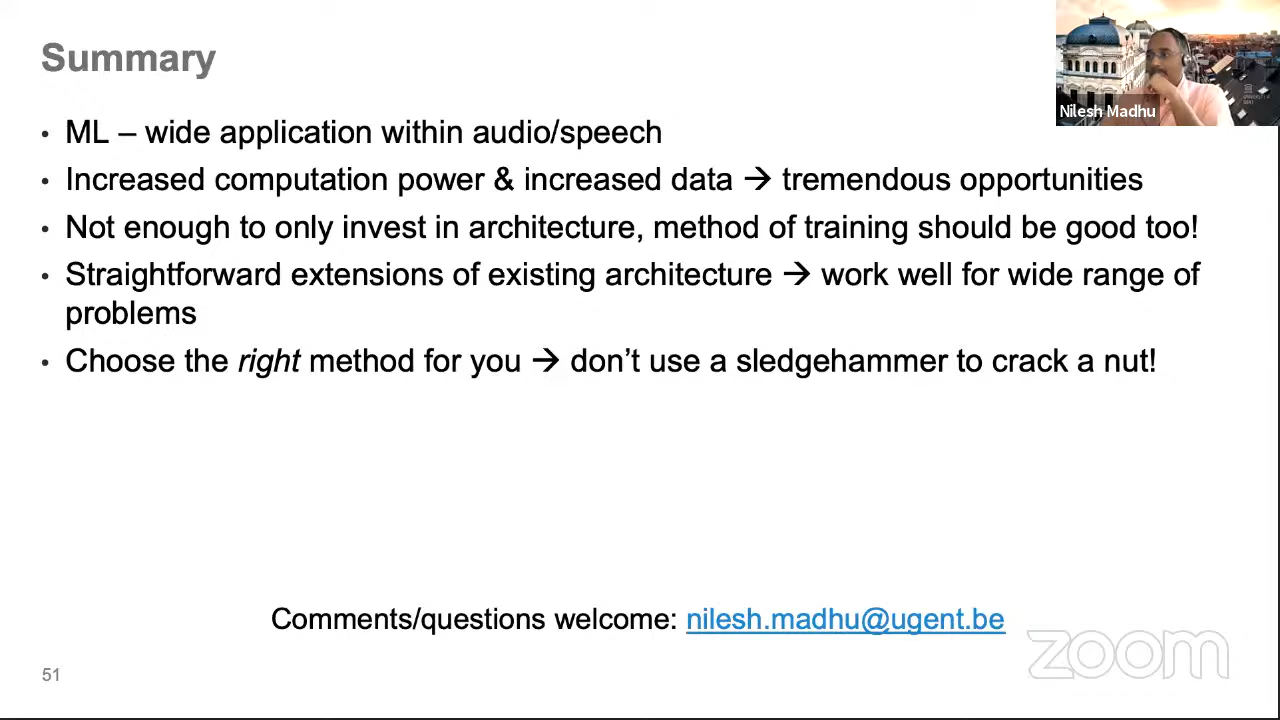 Summary
Nilesh Madhu
• ML – wide application within audio/speech
• Increased computation power & increased data → tremendous opportunities
• Not enough to only invest in architecture, method of training should be good too!
• Straightforward extensions of existing architecture → work well for wide range of
problems
• Choose the right method for you → don’t use a sledgehammer to crack a nut!
Comments/questions welcome: nilesh.madhu@ugent.be
zoom
51